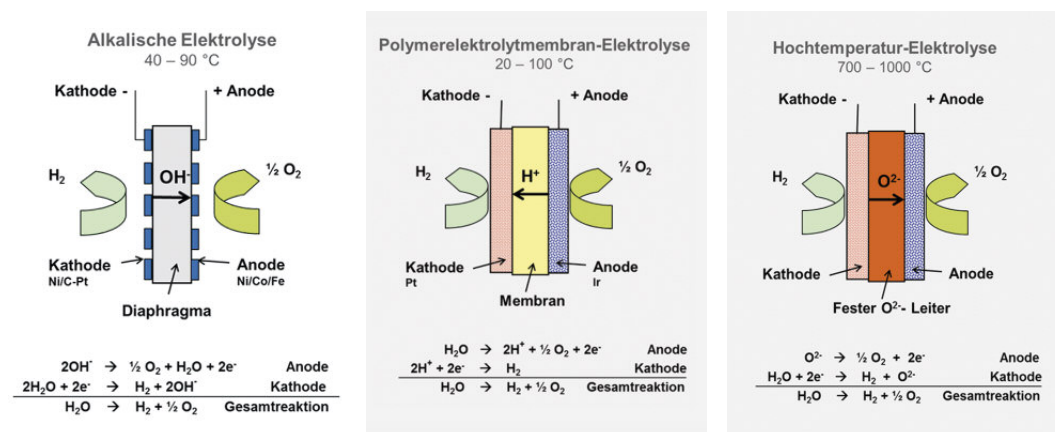 Alkalische Elektrolyse
40 – 90 °C
Kathode -
+ Anode
H₂
OH⁻
½ O₂
Kathode
Ni/C-Pt
Anode
Ni/Co/Fe
Diaphragma
2OH⁻ → ½ O₂ + H₂O + 2e⁻ Anode
2H₂O + 2e⁻ → H₂ + 2OH⁻ Kathode
H₂O → H₂ + ½ O₂ Gesamtreaktion
Polymerelektrolytmembran-Elektrolyse
20 – 100 °C
Kathode -
+ Anode
H₂
H⁺
½ O₂
Kathode
Pt
Anode
Ir
Membran
H₂O → 2H⁺ + ½ O₂ + 2e⁻ Anode
2H⁺ + 2e⁻ → H₂ Kathode
H₂O → H₂ + ½ O₂ Gesamtreaktion
Hochtemperatur-Elektrolyse
700 – 1000 °C
Kathode -
+ Anode
H₂
O²⁻
½ O₂
Kathode
Anode
Fester O²⁻- Leiter
O²⁻ → ½ O₂ + 2e⁻ Anode
H₂O + 2e⁻ → H₂ + O²⁻ Kathode
H₂O → H₂ + ½ O₂ Gesamtreaktion